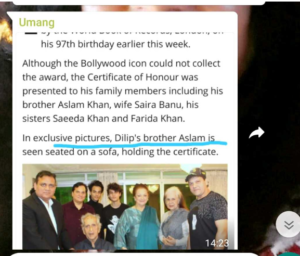 Umang
by the World Book of Records, London, on
his 97th birthday earlier this week.
Although the Bollywood icon could not collect
the award, the Certificate of Honour was
presented to his family members including his
brother Aslam Khan, wife Saira Banu, his
sisters Saeeda Khan and Farida Khan.
In exclusive pictures, Dilip's brother Aslam is
seen seated on a sofa, holding the certificate.
14:23